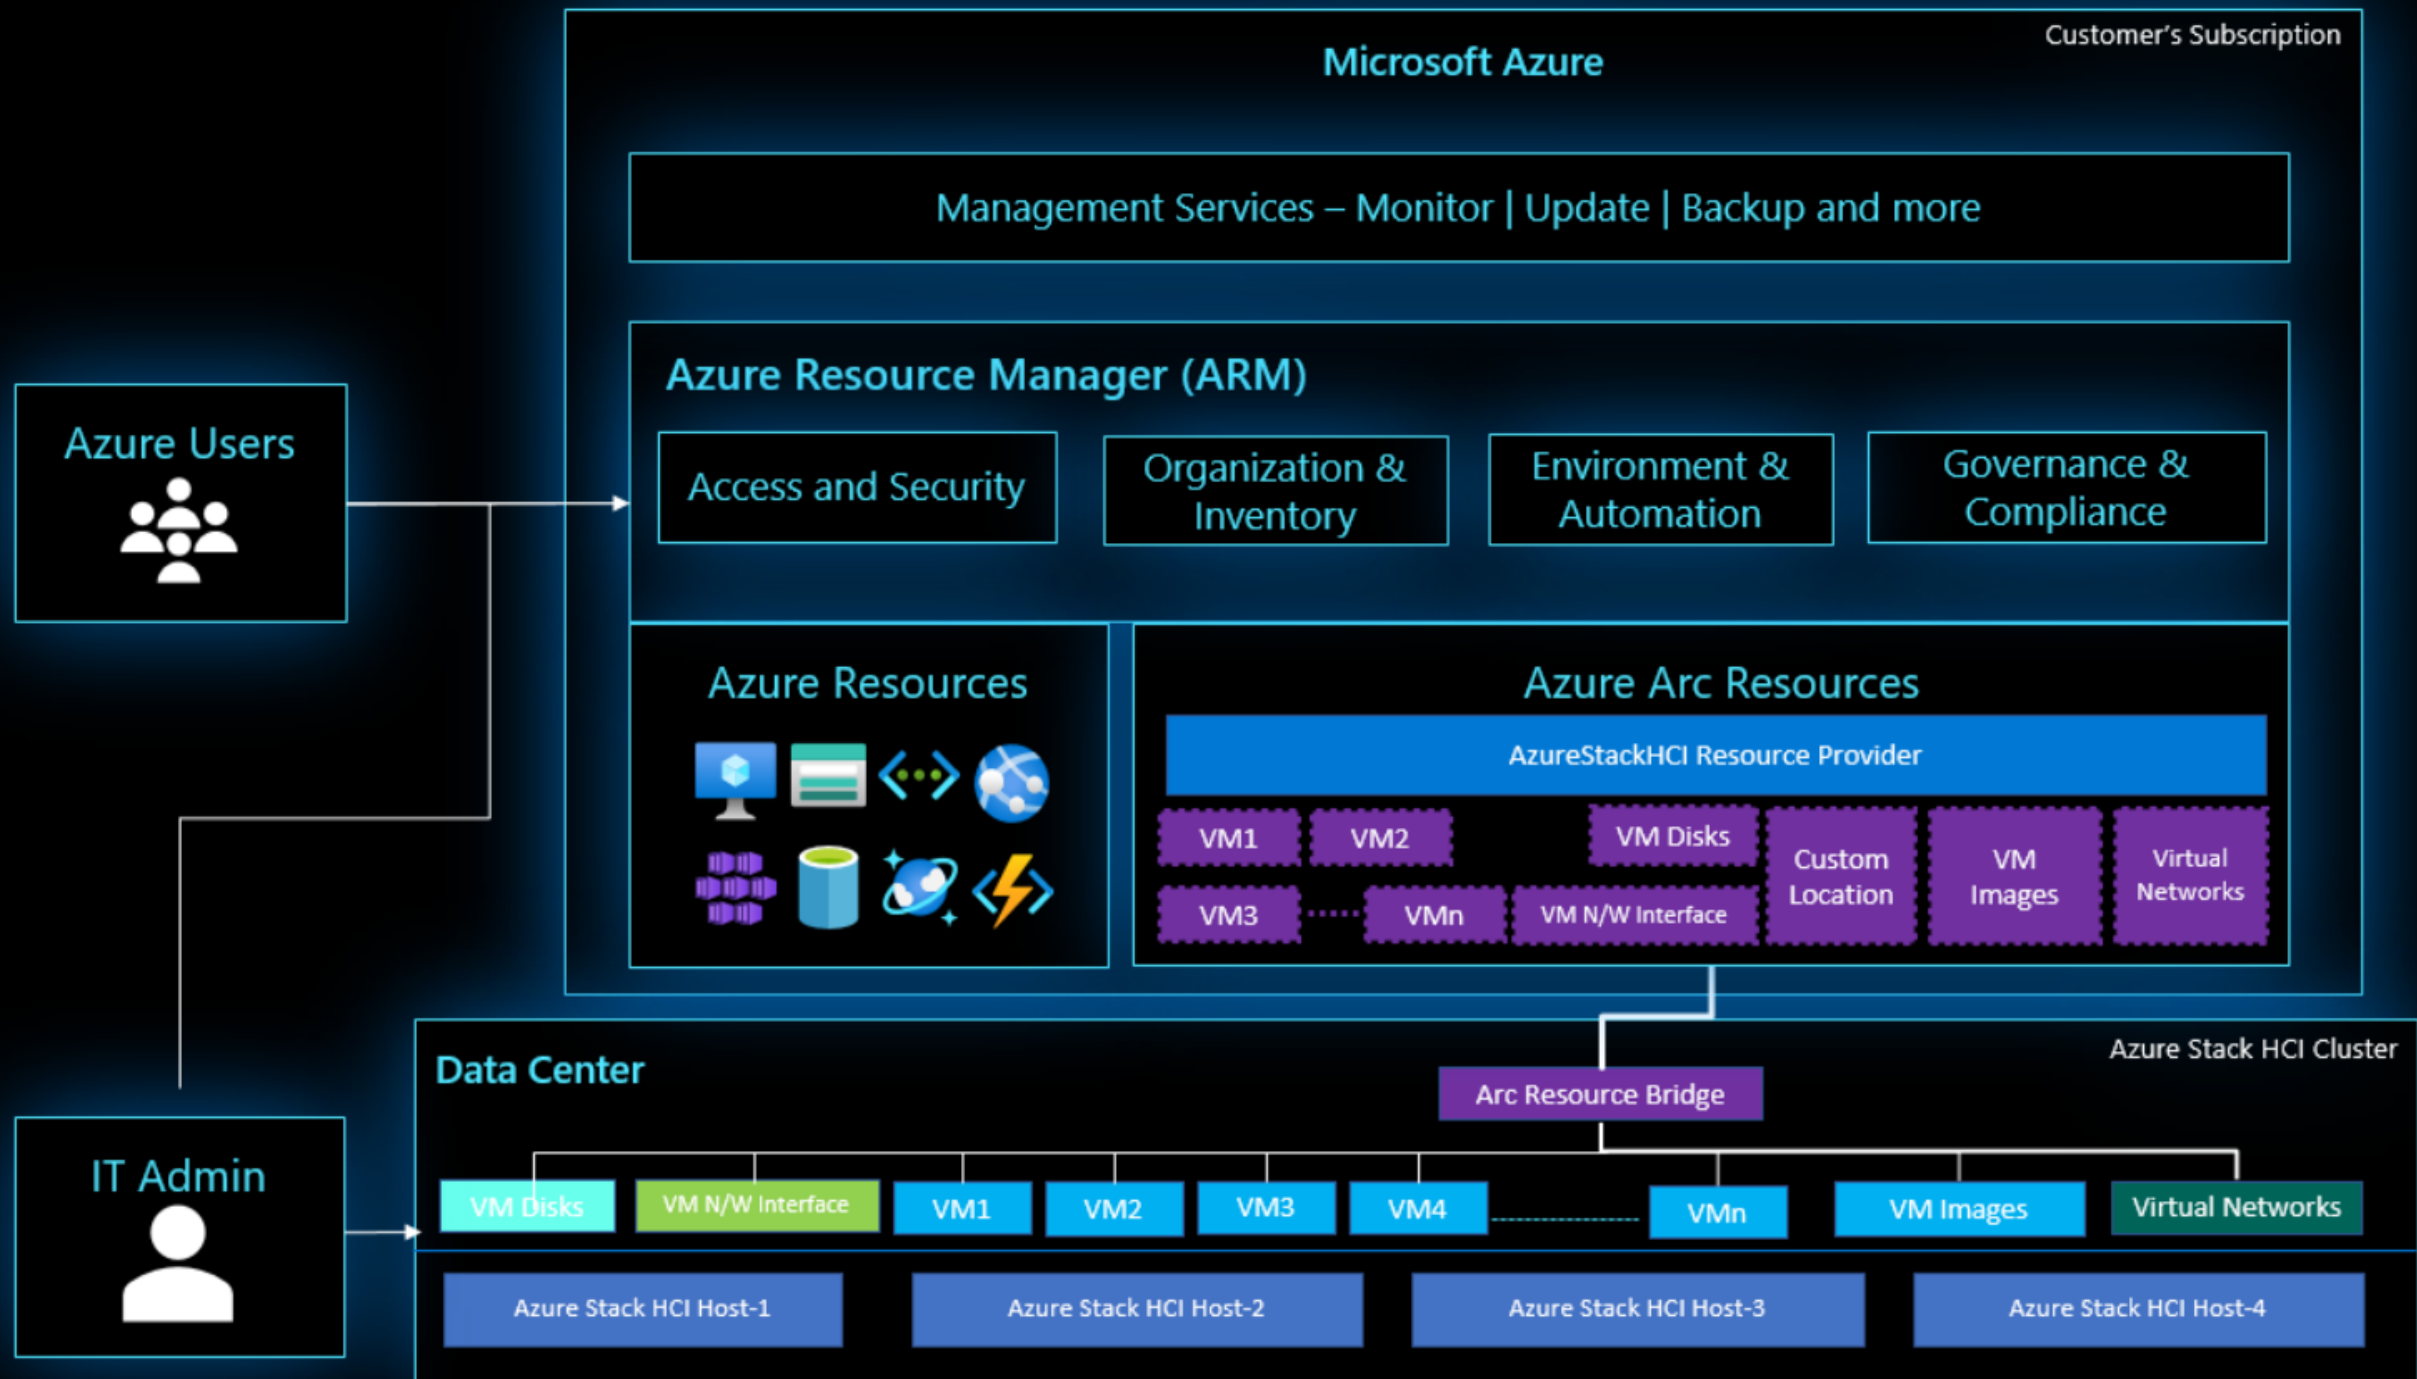 Customer's Subscription
Microsoft Azure
Management Services – Monitor | Update | Backup and more
Azure Resource Manager (ARM)
Azure Users
Access and Security
Organization &
Inventory
Environment &
Automation
Governance &
Compliance
Azure Resources
Azure Arc Resources
AzureStackHCI Resource Provider
VM1
VM2
VM Disks
Custom
Location
VM
Images
Virtual
Networks
VM3
VMn
VM N/W Interface
Data Center
Azure Stack HCI Cluster
Arc Resource Bridge
IT Admin
VM Disks
VM N/W Interface
VM1
VM2
VM3
VM4
VMn
VM Images
Virtual Networks
Azure Stack HCI Host-1
Azure Stack HCI Host-2
Azure Stack HCI Host-3
Azure Stack HCI Host-4